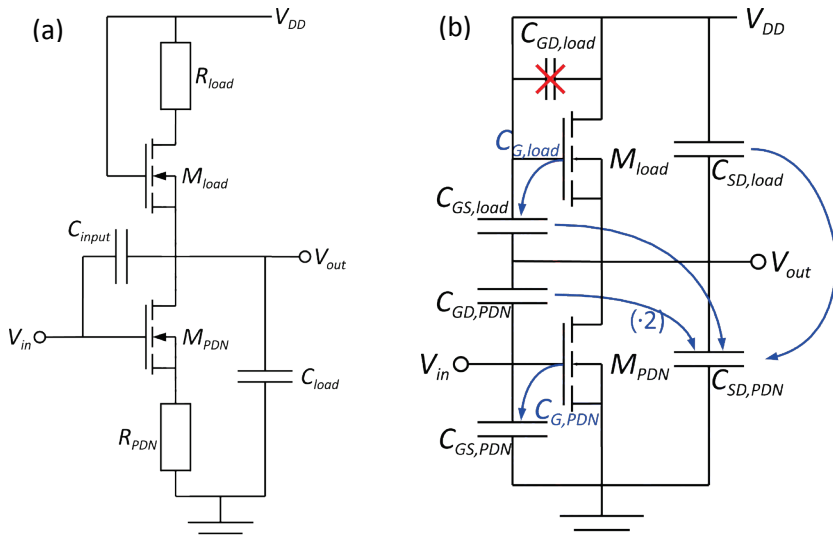 (a)
V_DD
R_load
M_load
C_input
V_out
V_in
M_PDN
C_load
R_PDN
(b)
C_GD,load
V_DD
C_G,load
M_load
C_SD,load
C_GS,load
V_out
C_GD,PDN
(·2)
V_in
M_PDN
C_SD,PDN
C_G,PDN
C_GS,PDN